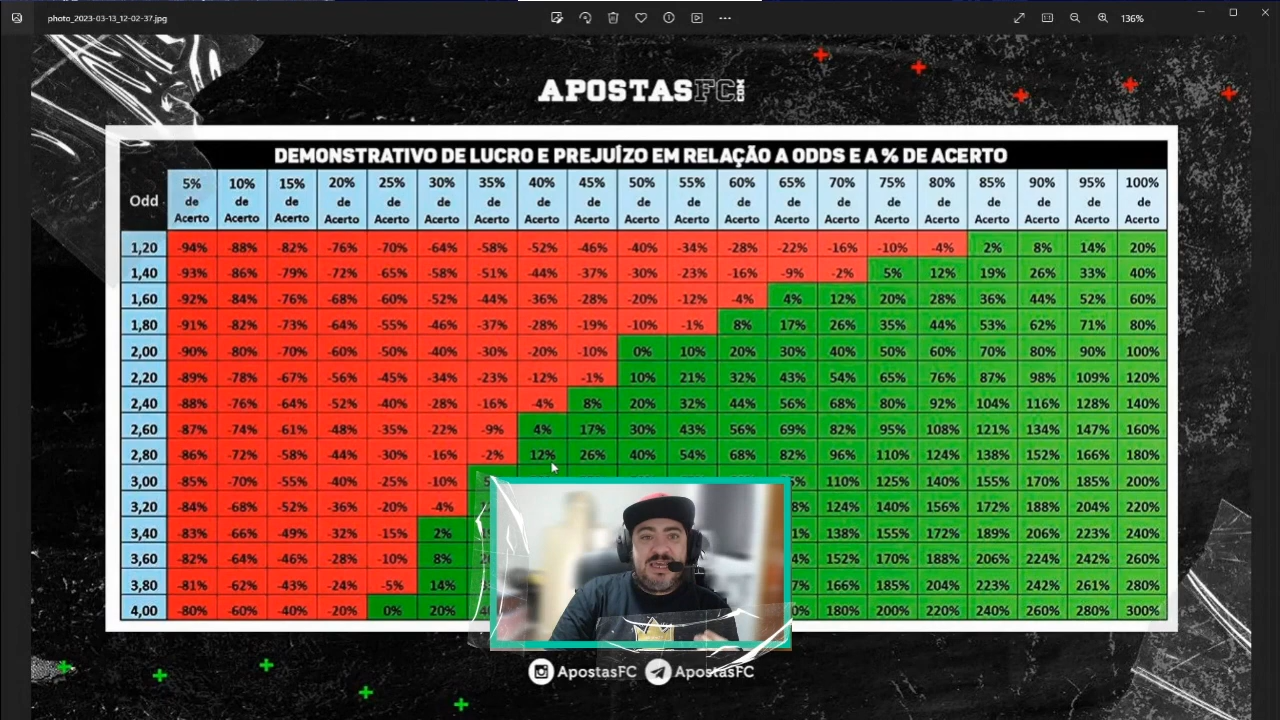 photo_2023-03-13_12-02-37.jpg
136%
APOSTASFC.COM
DEMONSTRATIVO DE LUCRO E PREJUÍZO EM RELAÇÃO A ODDS E A % DE ACERTO
Odd 5% de Acerto 10% de Acerto 15% de Acerto 20% de Acerto 25% de Acerto 30% de Acerto 35% de Acerto 40% de Acerto 45% de Acerto 50% de Acerto 55% de Acerto 60% de Acerto 65% de Acerto 70% de Acerto 75% de Acerto 80% de Acerto 85% de Acerto 90% de Acerto 95% de Acerto 100% de Acerto
1,20 -94% -88% -82% -76% -70% -64% -58% -52% -46% -40% -34% -28% -22% -16% -10% -4% 2% 8% 14% 20%
1,40 -93% -86% -79% -72% -65% -58% -51% -44% -37% -30% -23% -16% -9% -2% 5% 12% 19% 26% 33% 40%
1,60 -92% -84% -76% -68% -60% -52% -44% -36% -28% -20% -12% -4% 4% 12% 20% 28% 36% 44% 52% 60%
1,80 -91% -82% -73% -64% -55% -46% -37% -28% -19% -10% -1% 8% 17% 26% 35% 44% 53% 62% 71% 80%
2,00 -90% -80% -70% -60% -50% -40% -30% -20% -10% 0% 10% 20% 30% 40% 50% 60% 70% 80% 90% 100%
2,20 -89% -78% -67% -56% -45% -34% -23% -12% -1% 10% 21% 32% 43% 54% 65% 76% 87% 98% 109% 120%
2,40 -88% -76% -64% -52% -40% -28% -16% -4% 8% 20% 32% 44% 56% 68% 80% 92% 104% 116% 128% 140%
2,60 -87% -74% -61% -48% -35% -22% -9% 4% 17% 30% 43% 56% 69% 82% 95% 108% 121% 134% 147% 160%
2,80 -86% -72% -58% -44% -30% -16% -2% 12% 26% 40% 54% 68% 82% 96% 110% 124% 138% 152% 166% 180%
3,00 -85% -70% -55% -40% -25% -10% 110% 125% 140% 155% 170% 185% 200%
3,20 -84% -68% -52% -36% -20% -4% 124% 140% 156% 172% 188% 204% 220%
3,40 -83% -66% -49% -32% -15% 2% 138% 155% 172% 189% 206% 223% 240%
3,60 -82% -64% -46% -28% -10% 8% 152% 170% 188% 206% 224% 242% 260%
3,80 -81% -62% -43% -24% -5% 14% 166% 185% 204% 223% 242% 261% 280%
4,00 -80% -60% -40% -20% 0% 20% 180% 200% 220% 240% 260% 280% 300%
ApostasFC ApostasFC